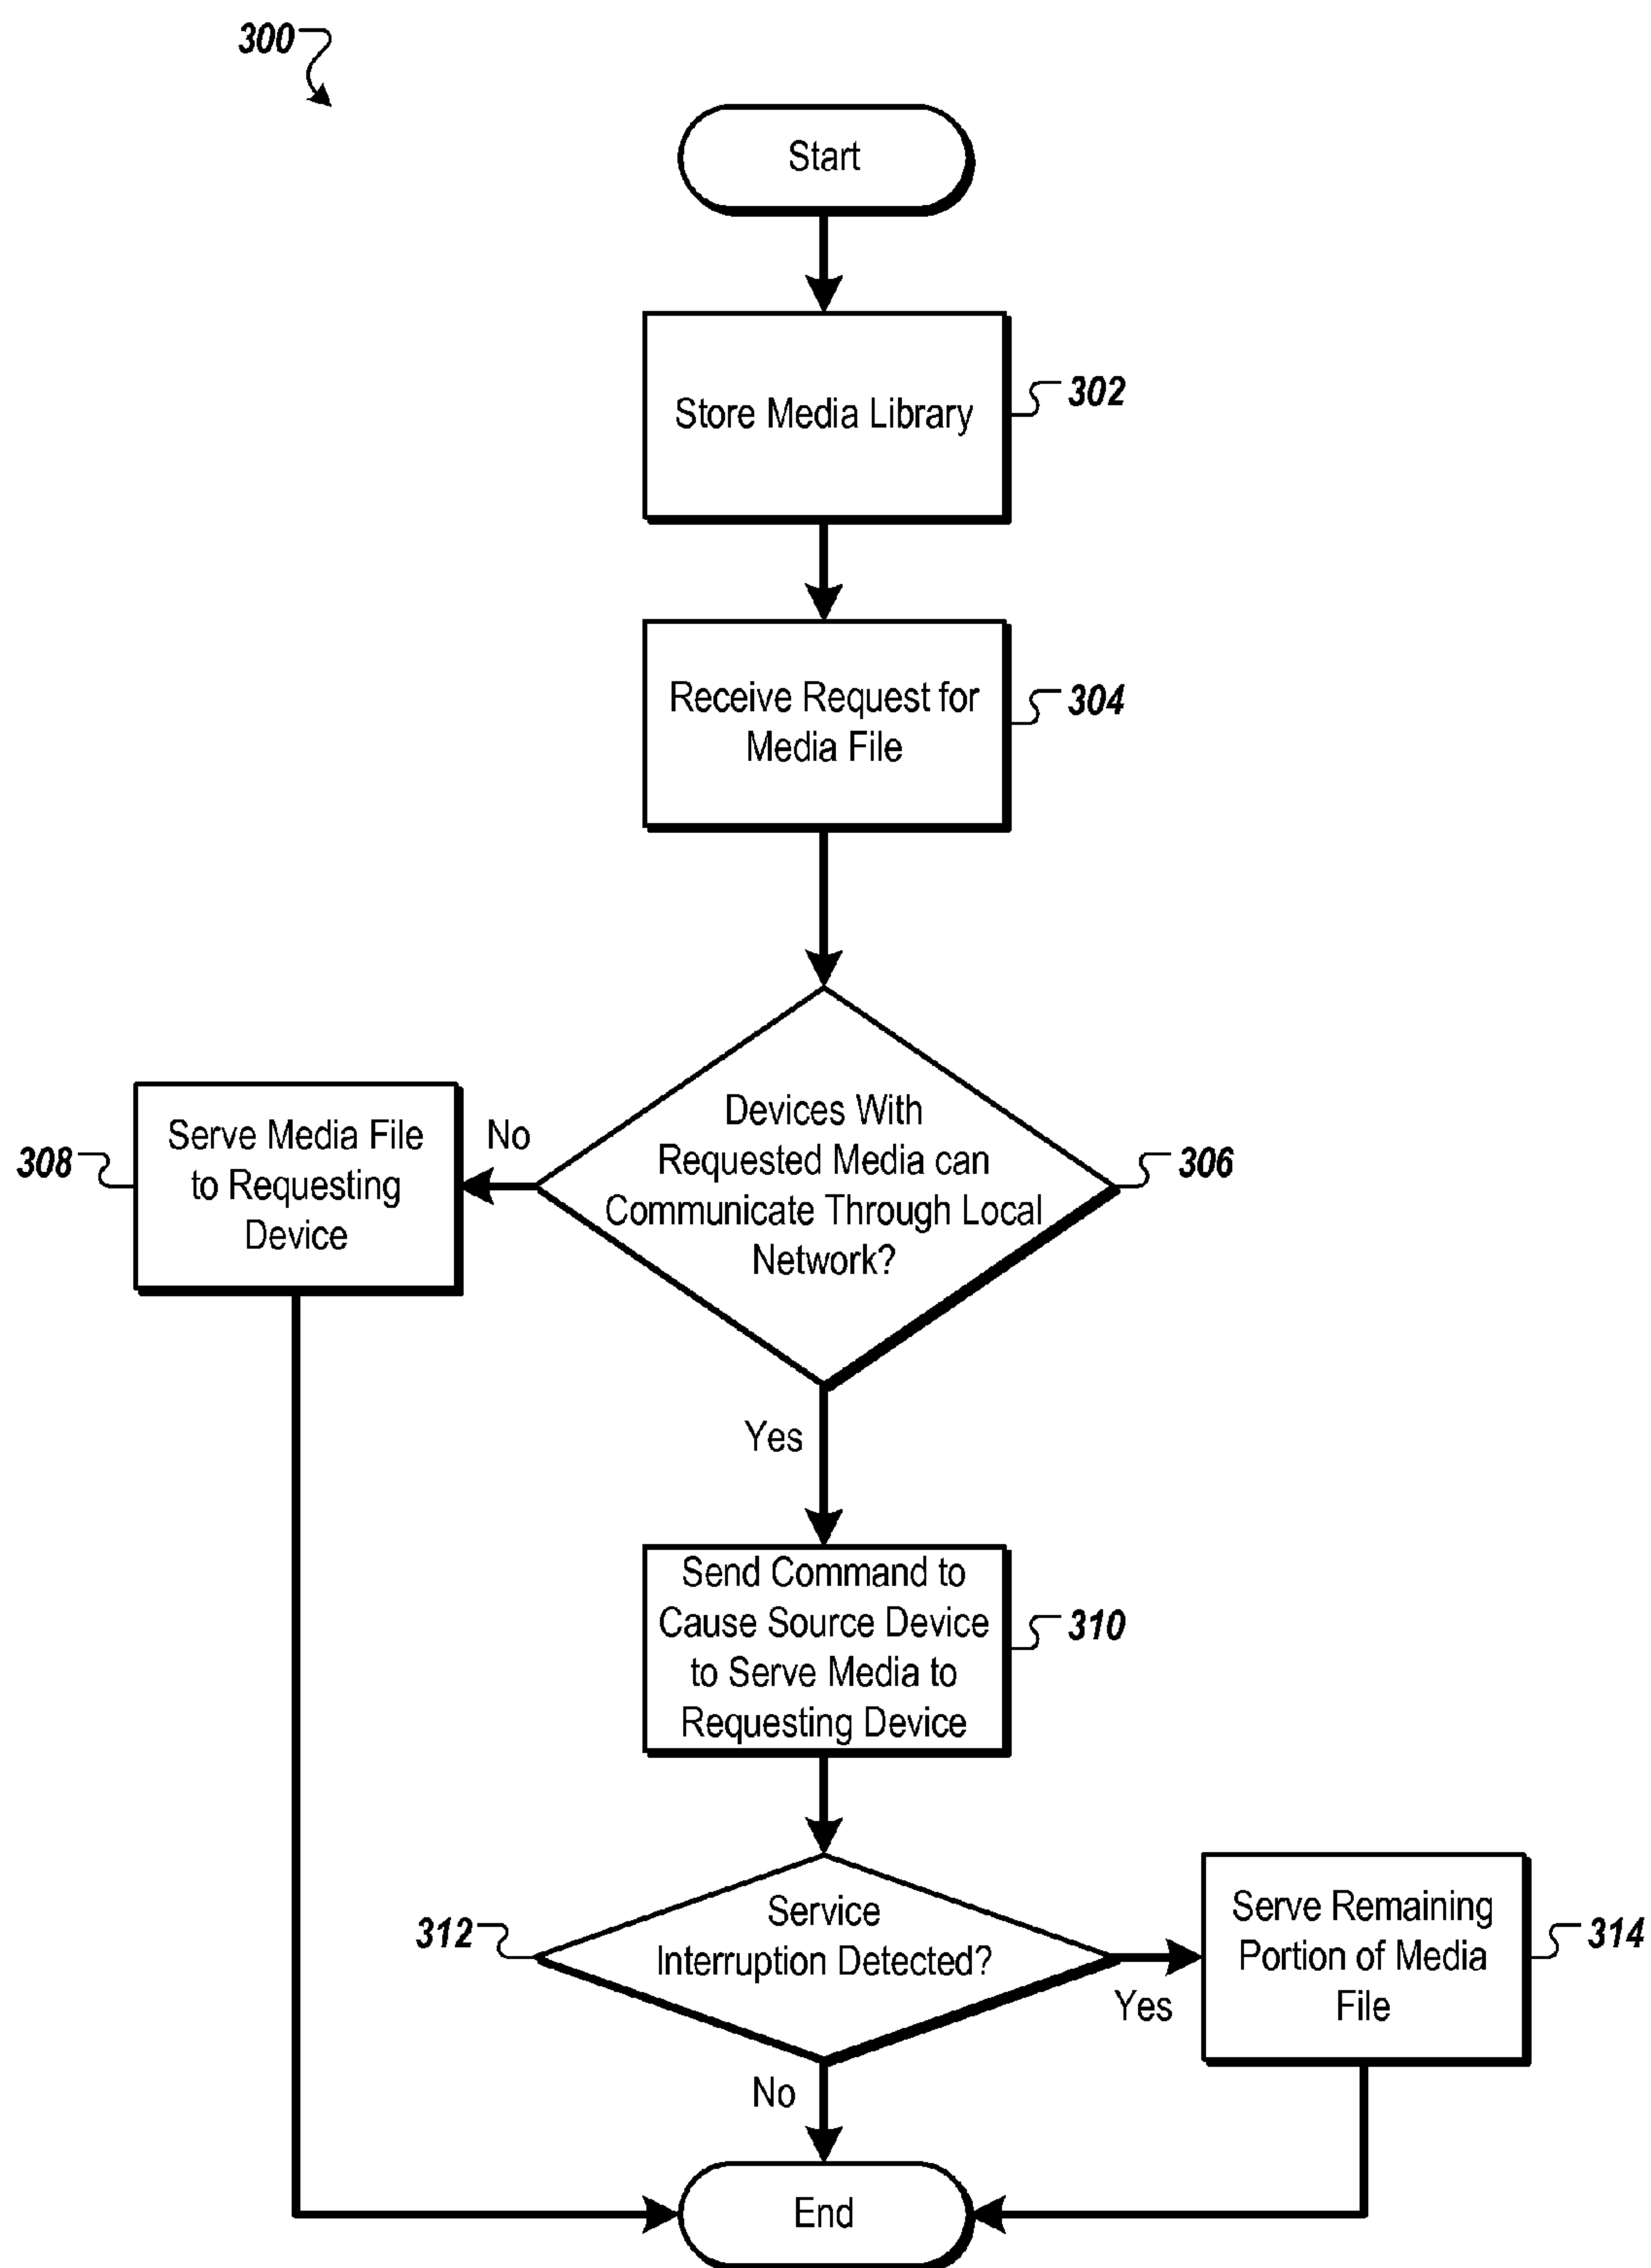 300
Start
Store Media Library
302
Receive Request for
Media File
304
Devices With
Requested Media can
Communicate Through Local
Network?
306
No
Serve Media File
to Requesting
Device
308
Yes
Send Command to
Cause Source Device
to Serve Media to
Requesting Device
310
Service
Interruption Detected?
312
Yes
Serve Remaining
Portion of Media
File
314
No
End